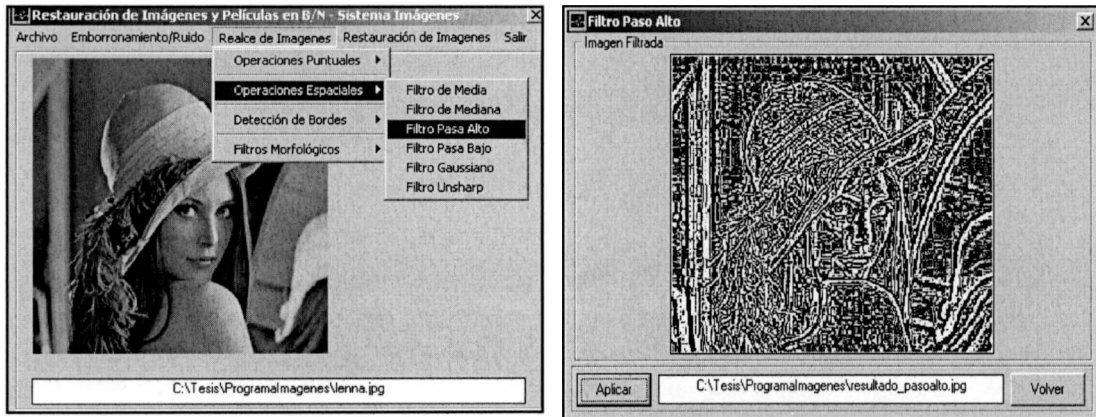 Restauración de Imágenes y Películas en B/N - Sistema Imágenes
Archivo Emborronamiento/Ruido Realce de Imagenes Restauración de Imagenes Salir
Operaciones Puntuales
Operaciones Espaciales
Detección de Bordes
Filtros Morfológicos
Filtro de Media
Filtro de Mediana
Filtro Pasa Alto
Filtro Pasa Bajo
Filtro Gaussiano
Filtro Unsharp
C:\Tesis\ProgramaImagenes\lenna.jpg
Filtro Paso Alto
Imagen Filtrada
Aplicar C:\Tesis\ProgramaImagenes\resultado_pasoalto.jpg Volver